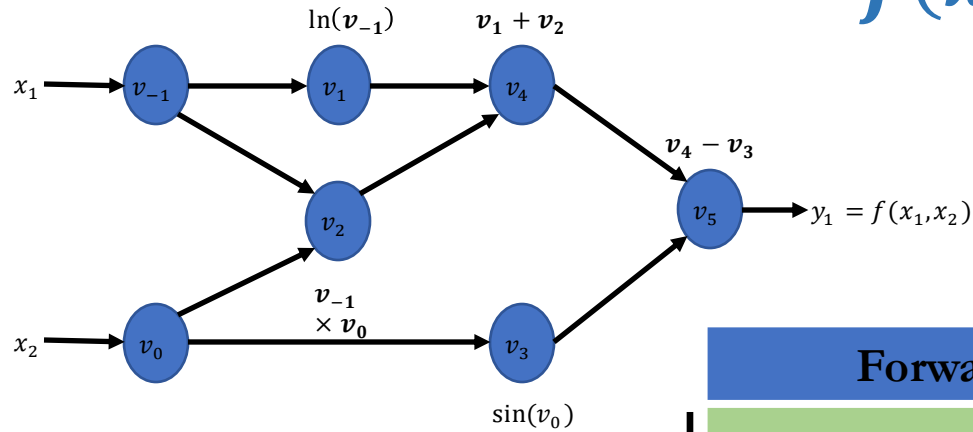 f(x
ln(v₋₁)
v₁ + v₂
x₁
v₋₁
v₁
v₄
v₄ − v₃
v₂
v₅
y₁ = f(x₁,x₂)
v₋₁
× v₀
x₂
v₀
v₃
Forwa
sin(v₀)